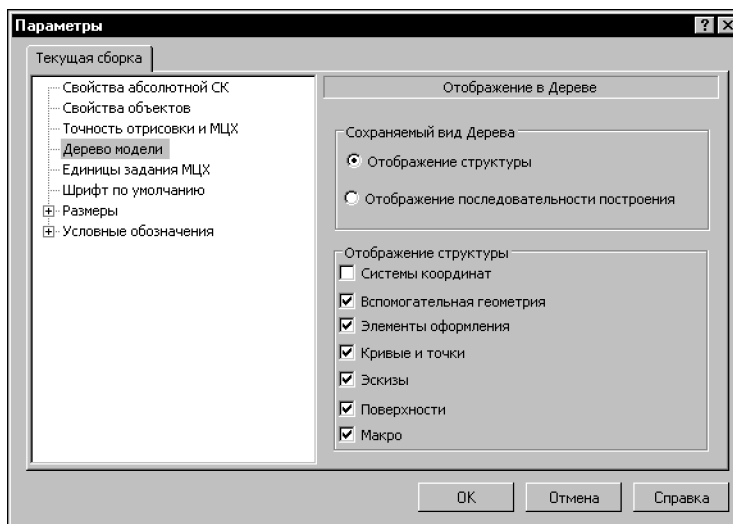 Параметры
Текущая сборка
Свойства абсолютной СК
Свойства объектов
Точность отрисовки и МЦХ
Дерево модели
Единицы задания МЦХ
Шрифт по умолчанию
Размеры
Условные обозначения
Отображение в Дереве
Сохраняемый вид Дерева
Отображение структуры
Отображение последовательности построения
Отображение структуры
Системы координат
Вспомогательная геометрия
Элементы оформления
Кривые и точки
Эскизы
Поверхности
Макро
ОК
Отмена
Справка